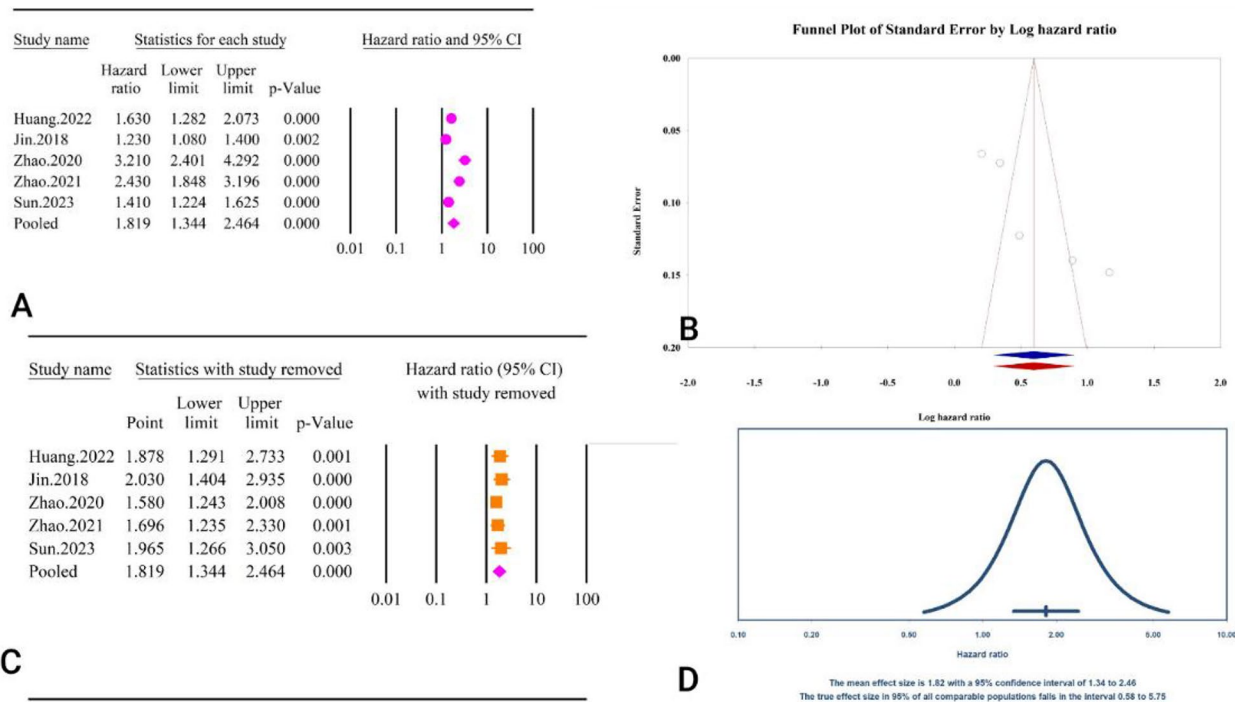 Study name Statistics for each study Hazard ratio and 95% CI
Hazard ratio Lower limit Upper limit p-Value
Huang.2022 1.630 1.282 2.073 0.000
Jin.2018 1.230 1.080 1.400 0.002
Zhao.2020 3.210 2.401 4.292 0.000
Zhao.2021 2.430 1.848 3.196 0.000
Sun.2023 1.410 1.224 1.625 0.000
Pooled 1.819 1.344 2.464 0.000
0.01 0.1 1 10 100
A
Funnel Plot of Standard Error by Log hazard ratio
Standard Error
0.00
0.05
0.10
0.15
0.20
-2.0 -1.5 -1.0 -0.5 0.0 0.5 1.0 1.5 2.0
Log hazard ratio
B
Study name Statistics with study removed Hazard ratio (95% CI)
with study removed
Lower Upper
Point limit limit p-Value
Huang.2022 1.878 1.291 2.733 0.001
Jin.2018 2.030 1.404 2.935 0.000
Zhao.2020 1.580 1.243 2.008 0.000
Zhao.2021 1.696 1.235 2.330 0.001
Sun.2023 1.965 1.266 3.050 0.003
Pooled 1.819 1.344 2.464 0.000
0.01 0.1 1 10 100
C
0.10 0.20 0.50 1.00 2.00 5.00 10.00
Hazard ratio
D
The mean effect size is 1.82 with a 95% confidence interval of 1.34 to 2.46
The true effect size in 95% of all comparable populations falls in the interval 0.58 to 5.75